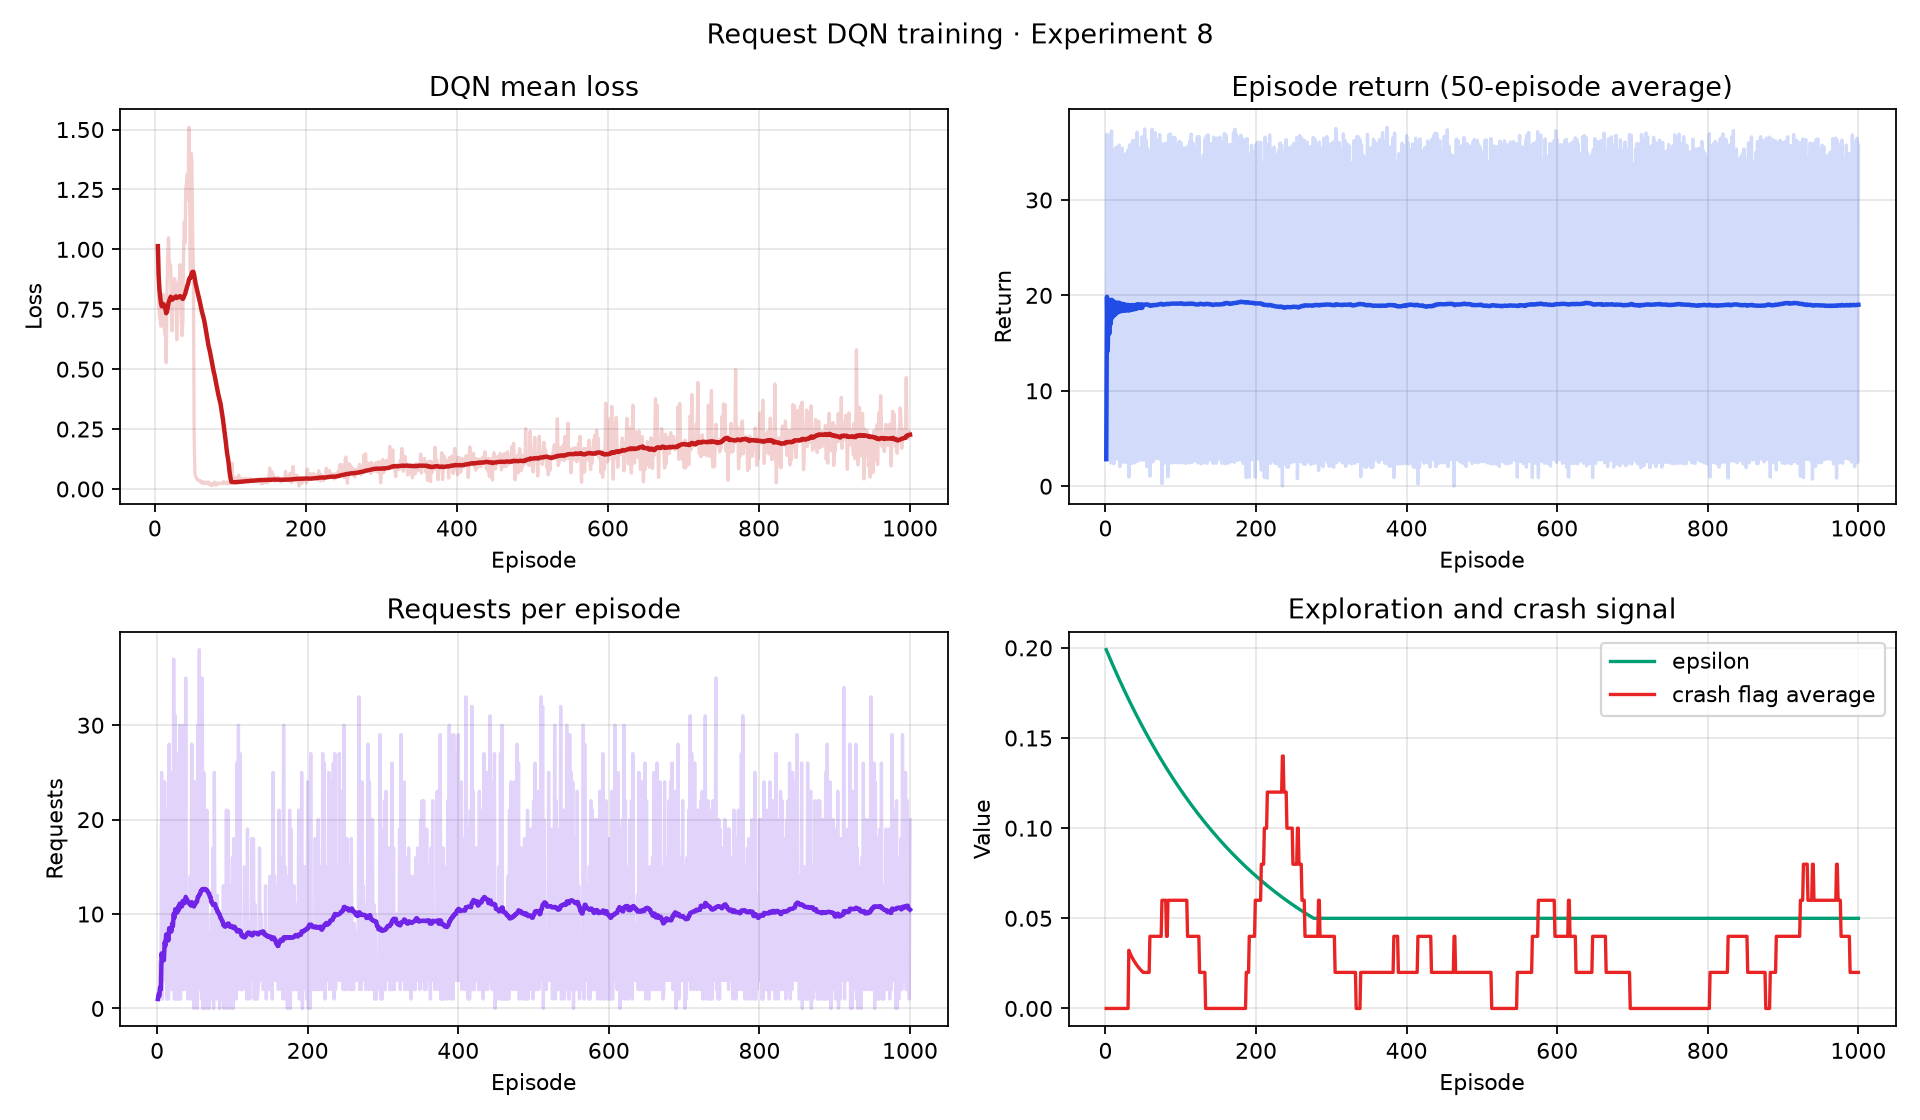 Request DQN training · Experiment 8
DQN mean loss
1.50
1.25
1.00
0.75
0.50
0.25
0.00
Loss
0 200 400 600 800 1000
Episode
Episode return (50-episode average)
30
20
10
0
Return
0 200 400 600 800 1000
Episode
Requests per episode
30
20
10
0
Requests
0 200 400 600 800 1000
Episode
Exploration and crash signal
0.20
0.15
0.10
0.05
0.00
Value
epsilon
crash flag average
0 200 400 600 800 1000
Episode